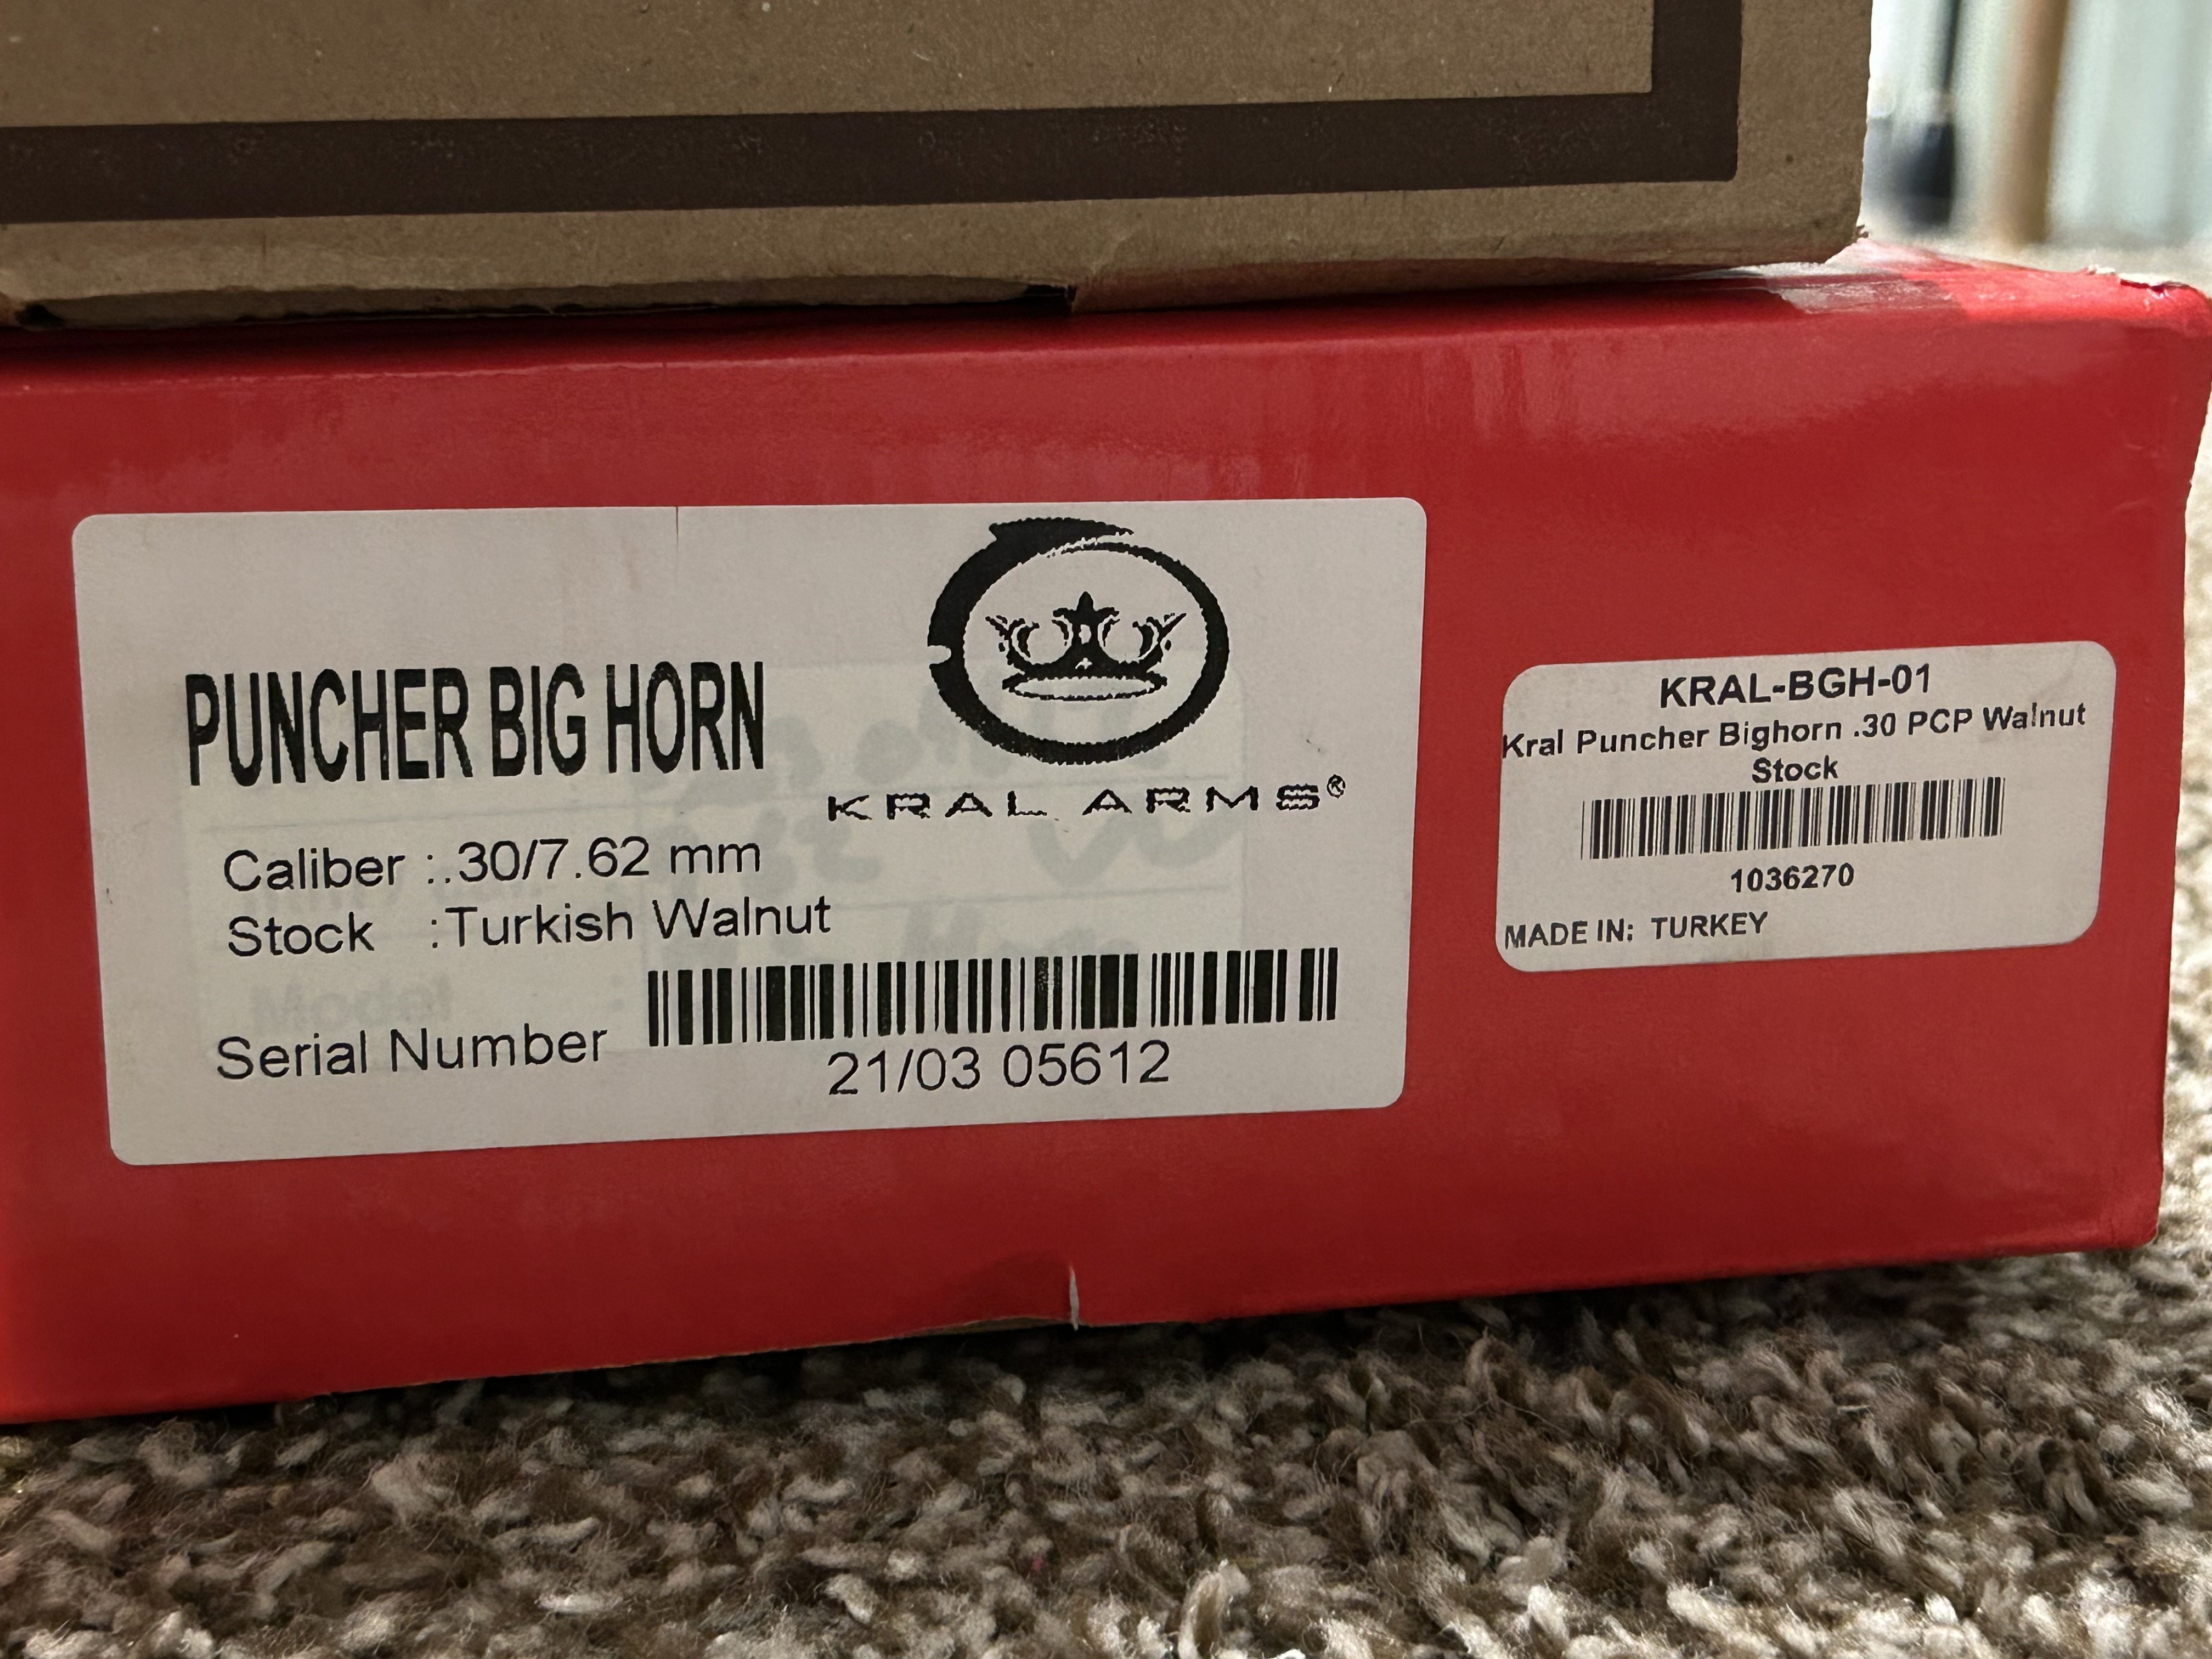 PUNCHER BIG HORN
KRAL ARMS®
Caliber :.30/7.62 mm
Stock :Turkish Walnut
Model :
Serial Number
21/03 05612
KRAL-BGH-01
Kral Puncher Bighorn .30 PCP Walnut
Stock
1036270
MADE IN: TURKEY